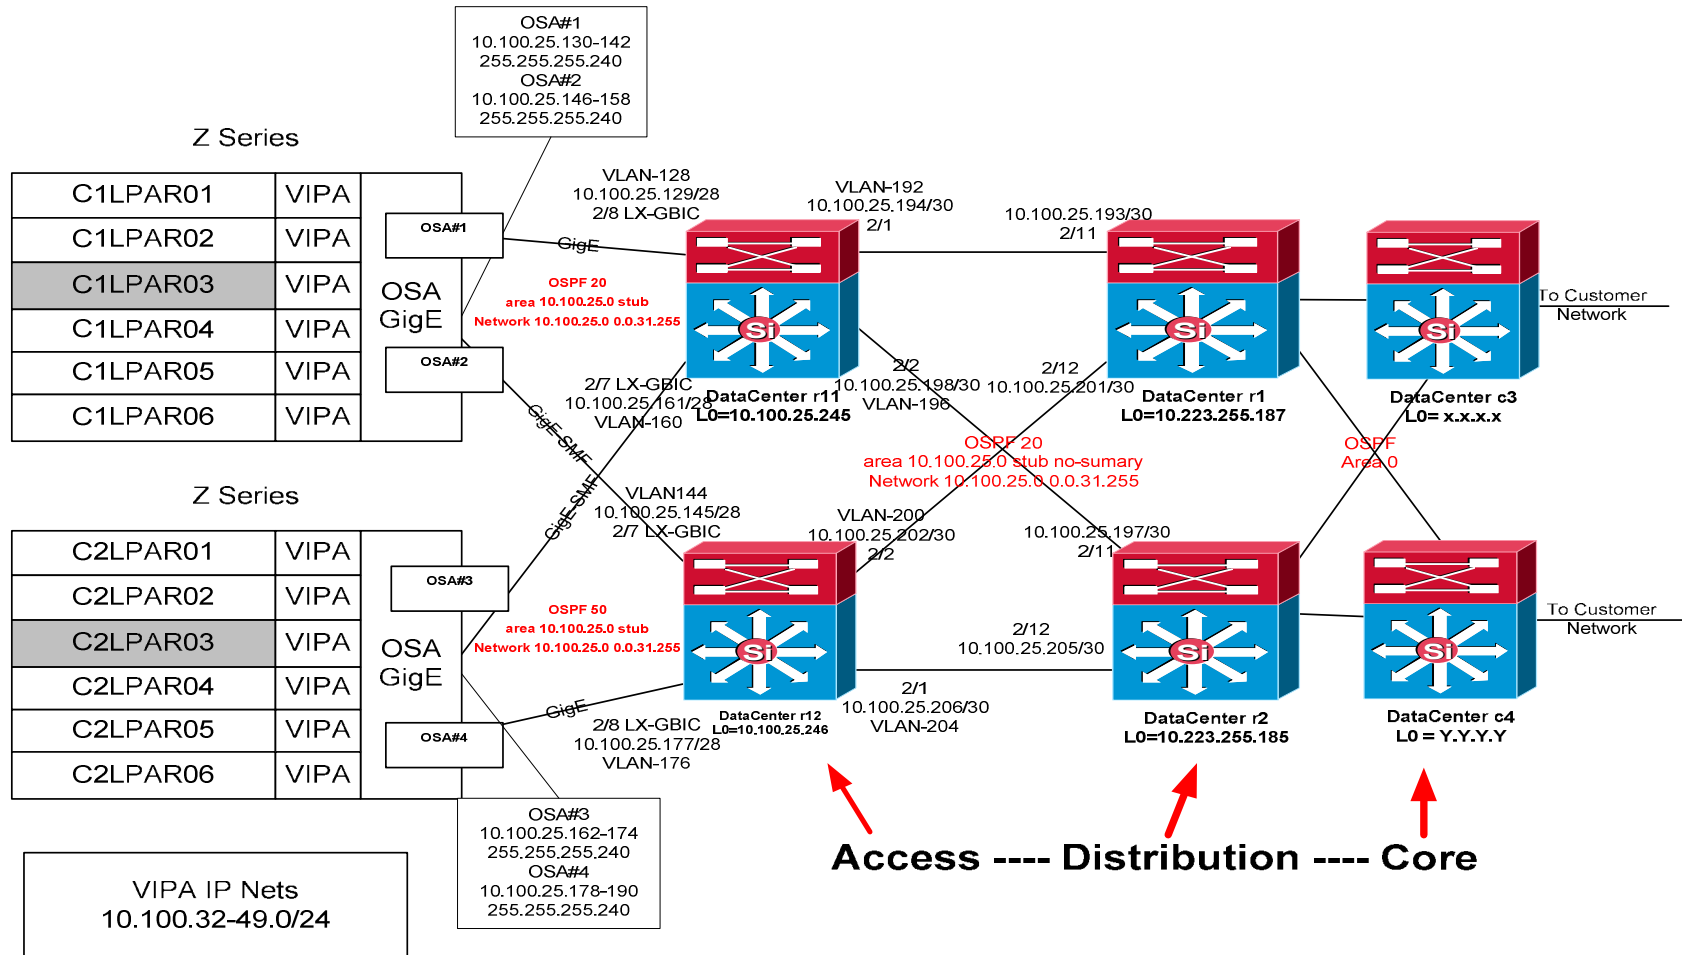 OSA#1
10.100.25.130-142
255.255.255.240
OSA#2
10.100.25.146-158
255.255.255.240
Z Series
C1LPAR01 VIPA
C1LPAR02 VIPA
C1LPAR03 VIPA
C1LPAR04 VIPA
C1LPAR05 VIPA
C1LPAR06 VIPA
OSA#1
OSA
GigE
OSA#2
VLAN-128
10.100.25.129/28
2/8 LX-GBIC
GigE
OSPF 20
area 10.100.25.0 stub
Network 10.100.25.0 0.0.31.255
2/7 LX-GBIC
10.100.25.161/28
VLAN-160
GigE-SMF
GigE-SMF
Si
DataCenter r11
L0=10.100.25.245
VLAN-192
10.100.25.194/30
2/1
10.100.25.193/30
2/11
2/2
10.100.25.198/30
VLAN-196
2/12
10.100.25.201/30
Si
DataCenter r1
L0=10.223.255.187
Si
DataCenter c3
L0= x.x.x.x
To Customer
Network
OSPF 20
area 10.100.25.0 stub no-sumary
Network 10.100.25.0 0.0.31.255
OSPF
Area 0
Z Series
C2LPAR01 VIPA
C2LPAR02 VIPA
C2LPAR03 VIPA
C2LPAR04 VIPA
C2LPAR05 VIPA
C2LPAR06 VIPA
OSA#3
OSA
GigE
OSA#4
VLAN144
10.100.25.145/28
2/7 LX-GBIC
OSPF 50
area 10.100.25.0 stub
Network 10.100.25.0 0.0.31.255
GigE
2/8 LX-GBIC
10.100.25.177/28
VLAN-176
Si
DataCenter r12
L0=10.100.25.246
VLAN-200
10.100.25.202/30
2/2
10.100.25.197/30
2/11
2/12
10.100.25.205/30
2/1
10.100.25.206/30
VLAN-204
Si
DataCenter r2
L0=10.223.255.185
Si
DataCenter c4
L0 = Y.Y.Y.Y
To Customer
Network
OSA#3
10.100.25.162-174
255.255.255.240
OSA#4
10.100.25.178-190
255.255.255.240
Access ---- Distribution ---- Core
VIPA IP Nets
10.100.32-49.0/24